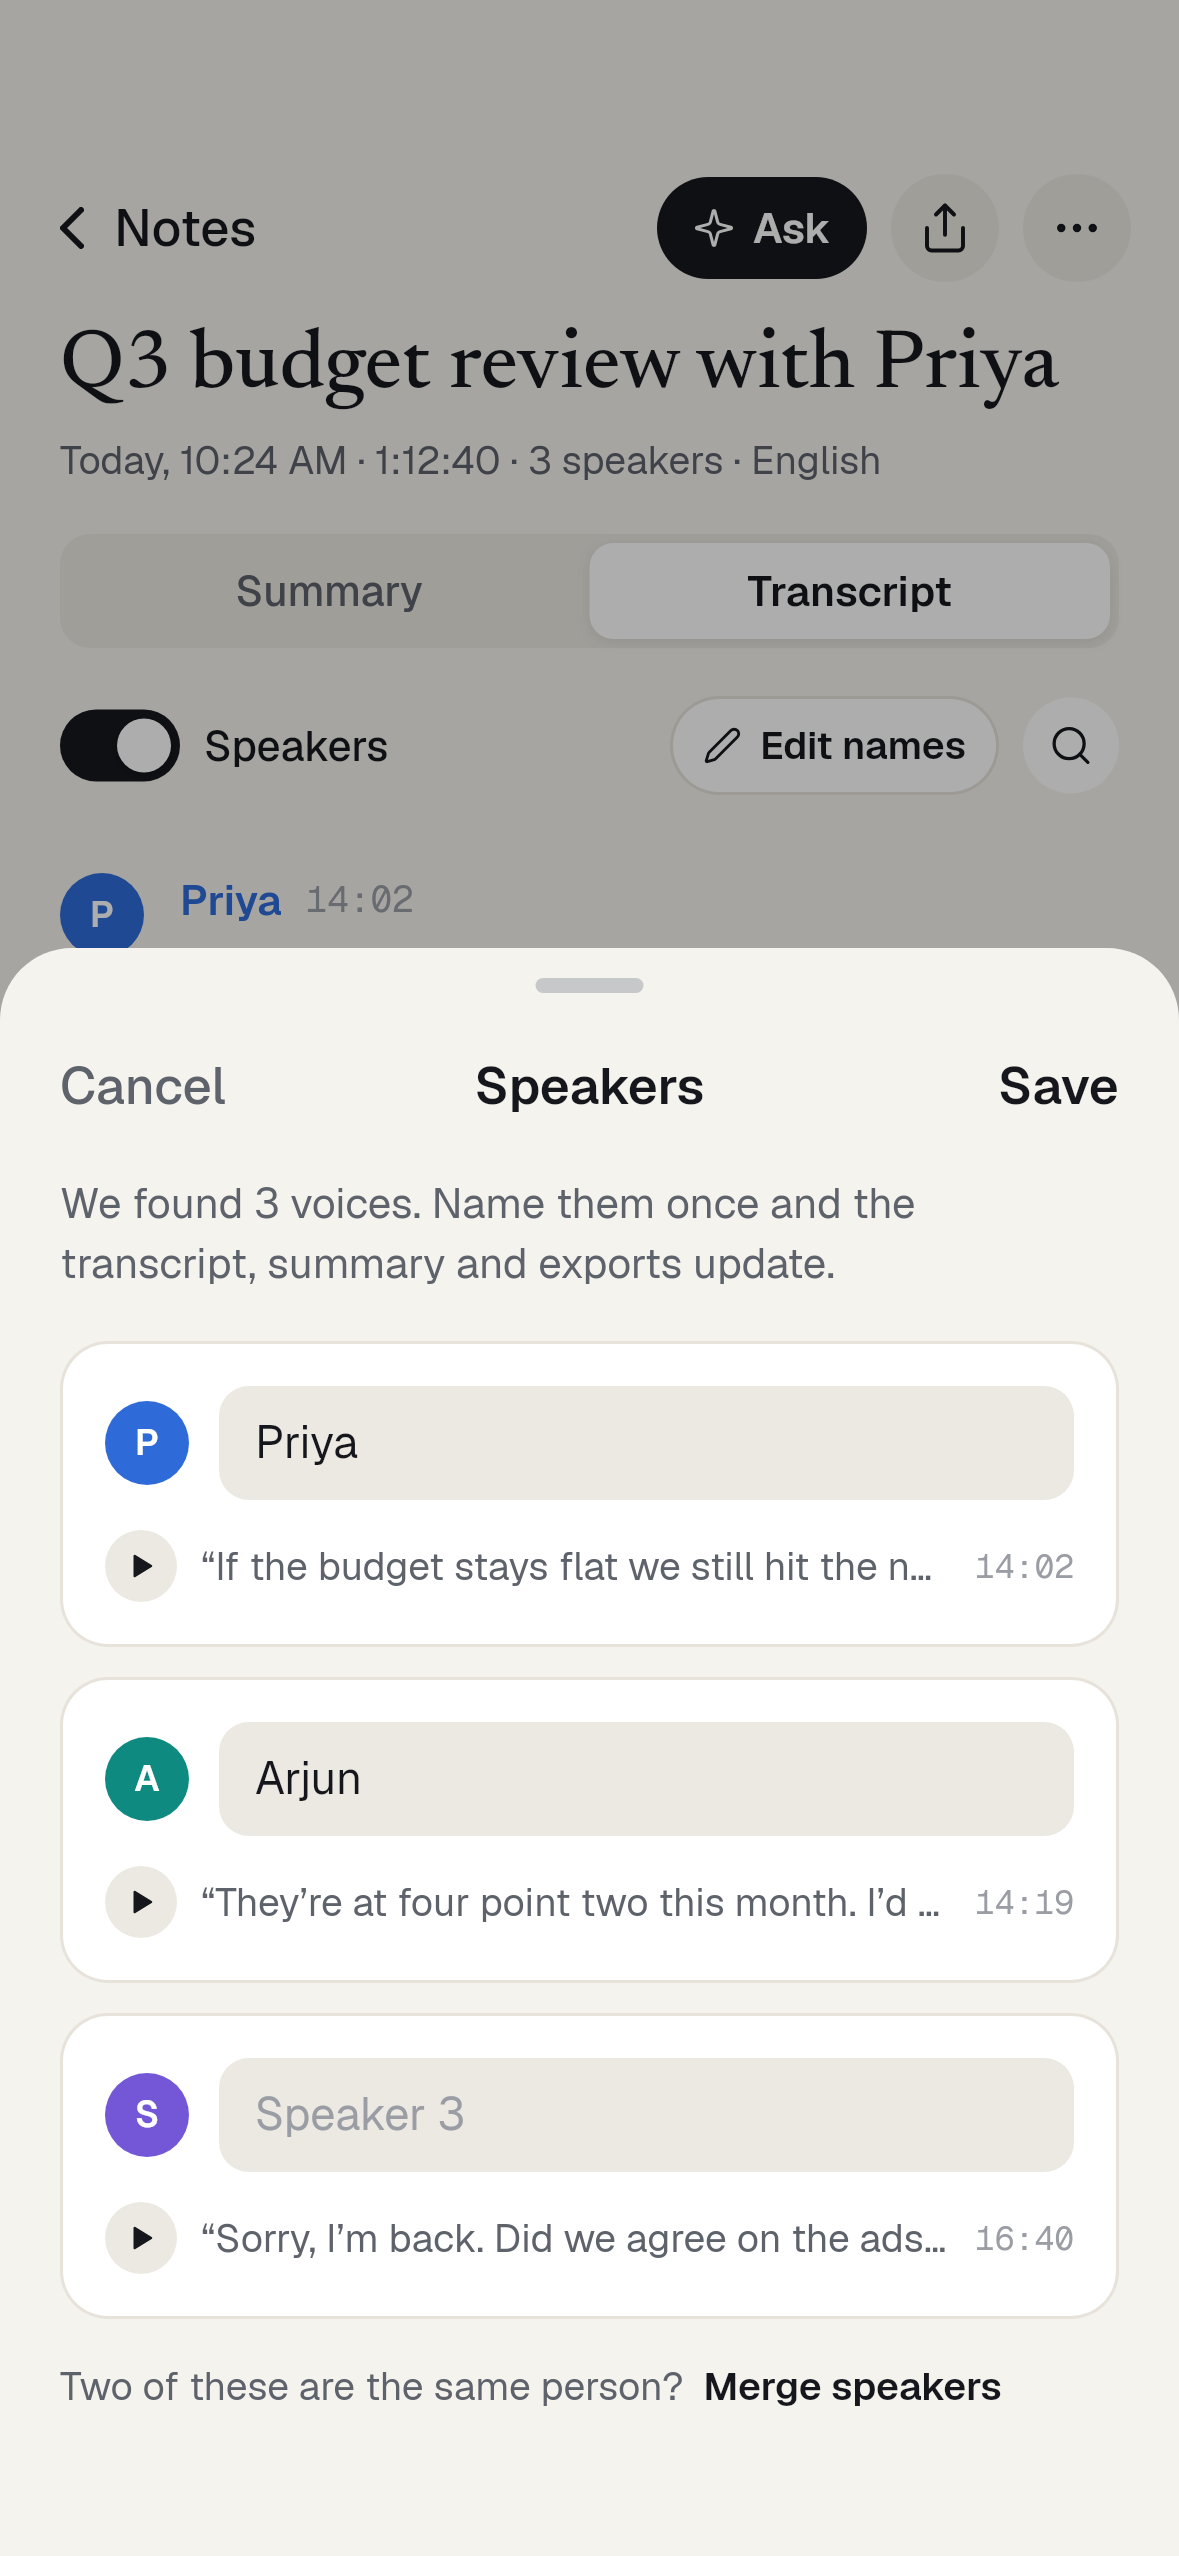 Notes
Ask
Q3 budget review with Priya
Today, 10:24 AM · 1:12:40 · 3 speakers · English
Summary
Transcript
Speakers
Edit names
P
Priya 14:02
Cancel
Speakers
Save
We found 3 voices. Name them once and the
transcript, summary and exports update.
P
Priya
“If the budget stays flat we still hit the n... 14:02
A
Arjun
“They’re at four point two this month. I’d ... 14:19
S
Speaker 3
“Sorry, I’m back. Did we agree on the ads... 16:40
Two of these are the same person? Merge speakers